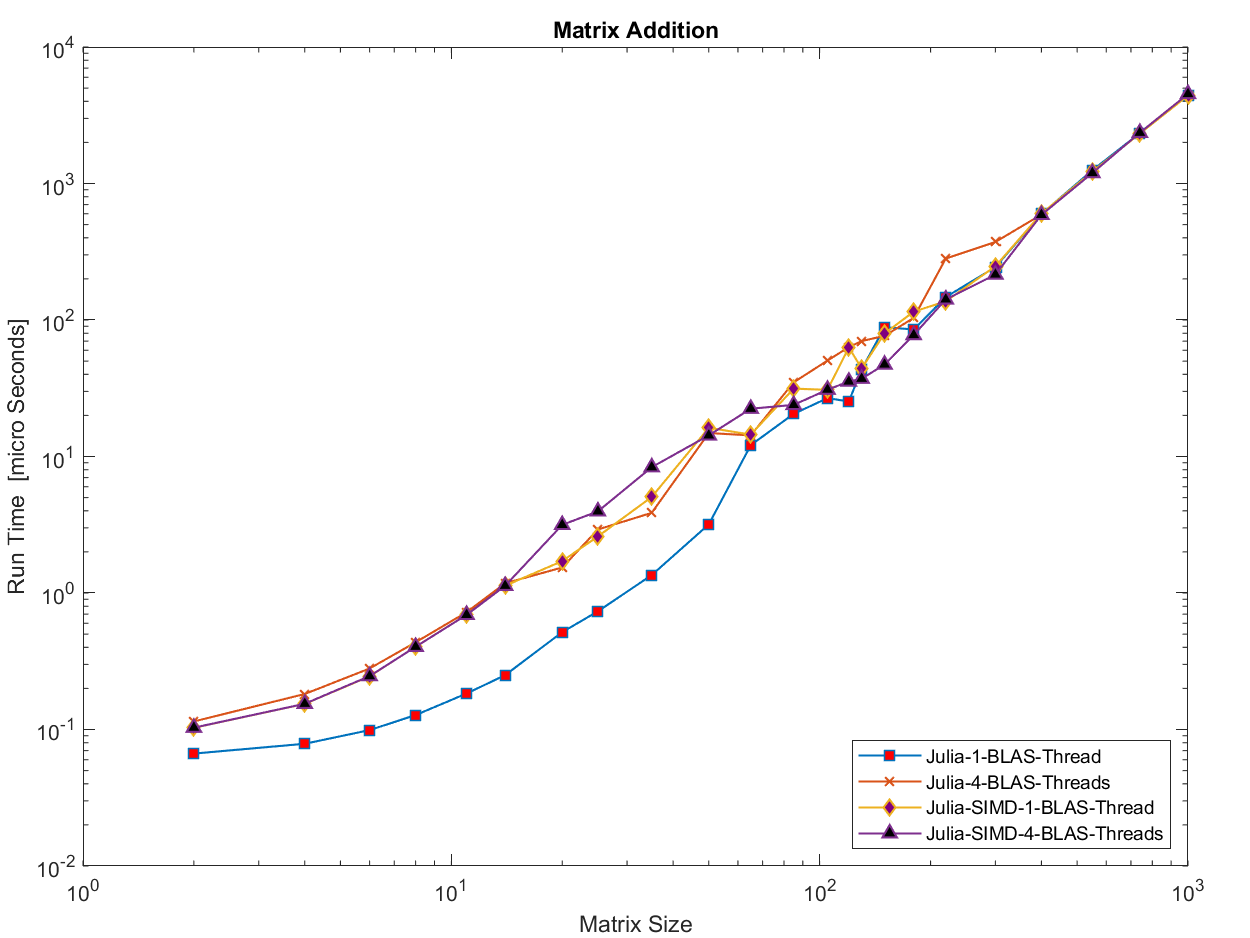 Matrix Addition
10^4
10^3
10^2
10^1
10^0
10^-1
10^-2
Run Time [micro Seconds]
10^0 10^1 10^2 10^3
Matrix Size
Julia-1-BLAS-Thread
Julia-4-BLAS-Threads
Julia-SIMD-1-BLAS-Thread
Julia-SIMD-4-BLAS-Threads